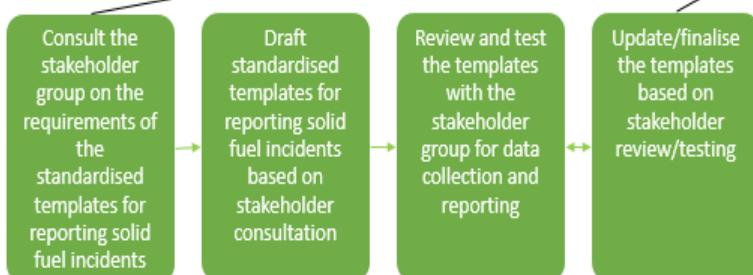 Consult the
stakeholder
group on the
requirements of
the
standardised
templates for
reporting solid
fuel incidents
Draft
standardised
templates for
reporting solid
fuel incidents
based on
stakeholder
consultation
Review and test
the templates
with the
stakeholder
group for data
collection and
reporting
Update/finalise
the templates
based on
stakeholder
review/testing